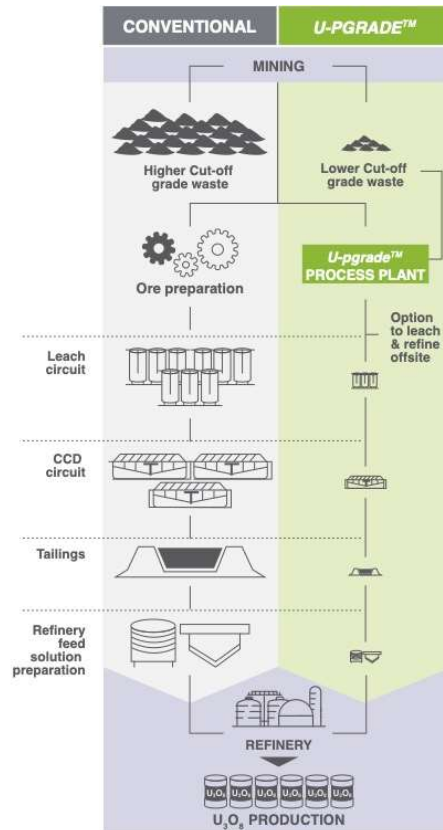 CONVENTIONAL
U-PGRADE™
MINING
Higher Cut-off
grade waste
Lower Cut-off
grade waste
Ore preparation
U-pgrade™
PROCESS PLANT
Option
to leach
& refine
offsite
Leach
circuit
CCD
circuit
Tailings
Refinery
feed
solution
preparation
REFINERY
U₃O₈ U₃O₈ U₃O₈ U₃O₈ U₃O₈ U₃O₈
U₃O₈ PRODUCTION